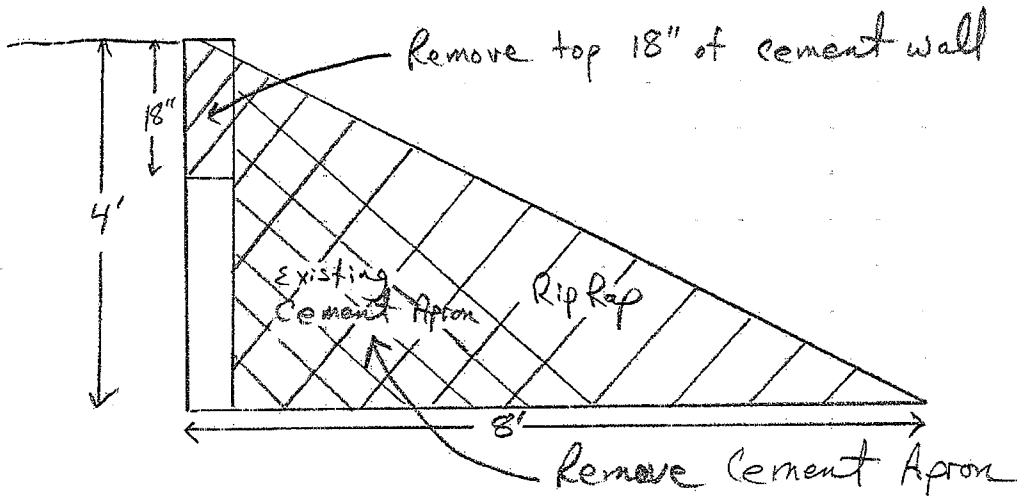 Remove top 18" of cement wall
18"
4'
Existing
Cement Apron
Rip Rap
8'
Remove Cement Apron